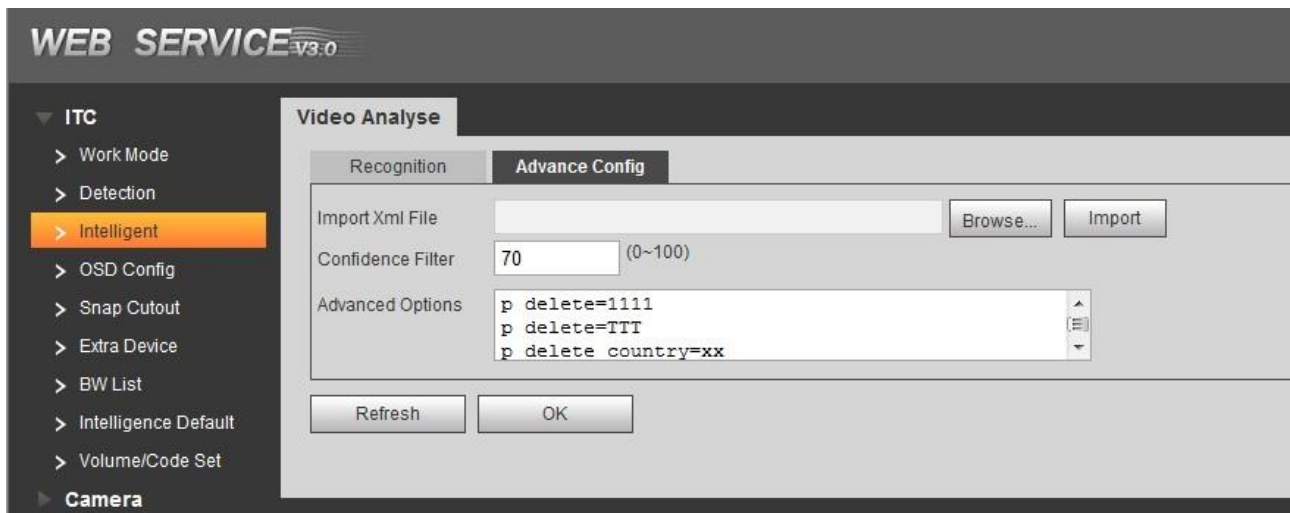 WEB SERVICE V3.0
ITC
Work Mode
Detection
Intelligent
OSD Config
Snap Cutout
Extra Device
BW List
Intelligence Default
Volume/Code Set
Camera
Video Analyse
Recognition
Advance Config
Import Xml File
Browse...
Import
Confidence Filter
70
(0~100)
Advanced Options
p delete=1111
p delete=TTT
p delete country=xx
Refresh
OK